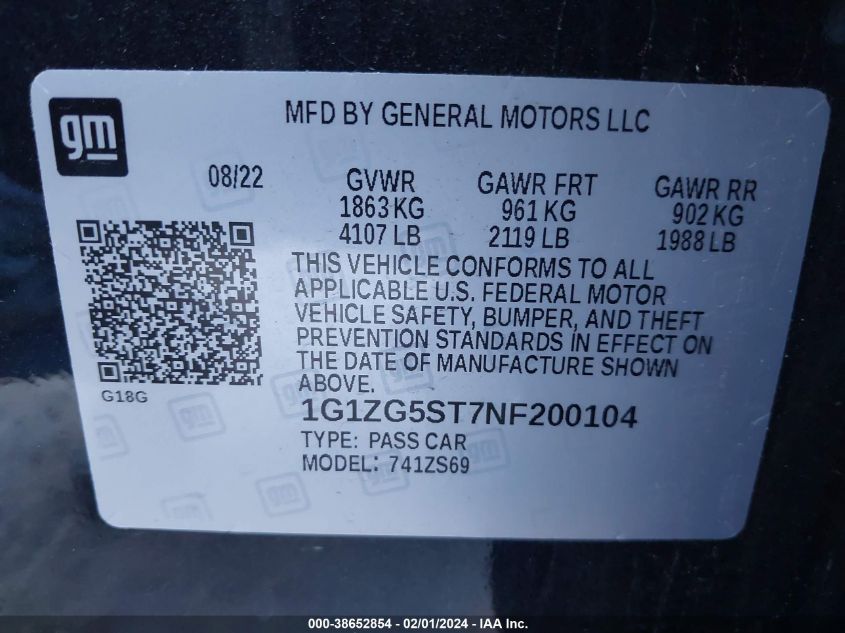 gm
MFD BY GENERAL MOTORS LLC
08/22 GVWR GAWR FRT GAWR RR
1863 KG 961 KG 902 KG
4107 LB 2119 LB 1988 LB
THIS VEHICLE CONFORMS TO ALL
APPLICABLE U.S. FEDERAL MOTOR
VEHICLE SAFETY, BUMPER, AND THEFT
PREVENTION STANDARDS IN EFFECT ON
THE DATE OF MANUFACTURE SHOWN
ABOVE.
G18G
1G1ZG5ST7NF200104
TYPE: PASS CAR
MODEL: 741ZS69
000-38652854 - 02/01/2024 - IAA Inc.